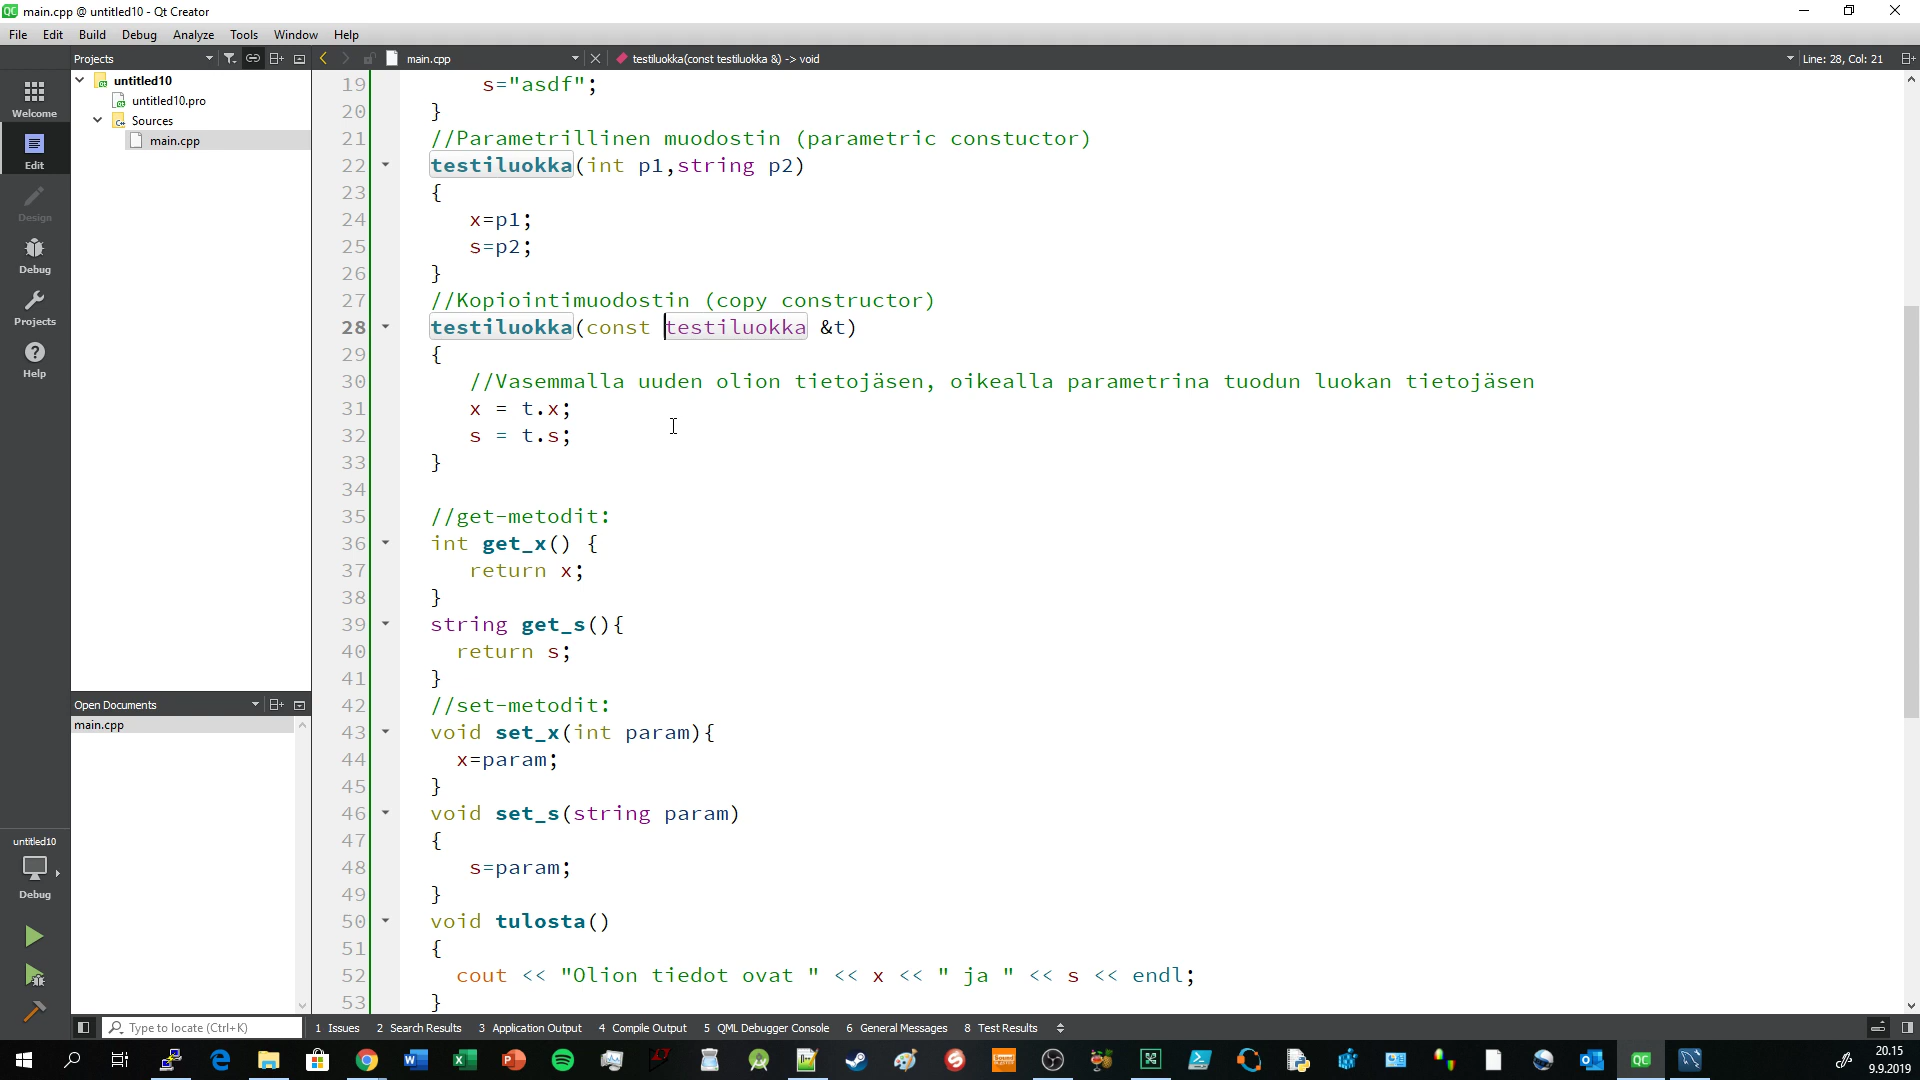 main.cpp @ untitled10 - Qt Creator
File Edit Build Debug Analyze Tools Window Help
Projects main.cpp testiluokka(const testiluokka &) -> void Line: 28, Col: 21
untitled10
untitled10.pro
Sources
main.cpp
Welcome
Edit
Design
Debug
Projects
Help
19 s="asdf";
20 }
21 //Parametrillinen muodostin (parametric constuctor)
22 testiluokka(int p1,string p2)
23 {
24 x=p1;
25 s=p2;
26 }
27 //Kopiointimuodostin (copy constructor)
28 testiluokka(const testiluokka &t)
29 {
30 //Vasemmalla uuden olion tietojäsen, oikealla parametrina tuodun luokan tietojäsen
31 x = t.x;
32 s = t.s;
33 }
34
35 //get-metodit:
36 int get_x() {
37 return x;
38 }
39 string get_s(){
40 return s;
41 }
42 //set-metodit:
43 void set_x(int param){
44 x=param;
45 }
46 void set_s(string param)
47 {
48 s=param;
49 }
50 void tulosta()
51 {
52 cout << "Olion tiedot ovat " << x << " ja " << s << endl;
53 }
Open Documents
main.cpp
untitled10
Debug
Type to locate (Ctrl+K) 1 Issues 2 Search Results 3 Application Output 4 Compile Output 5 QML Debugger Console 6 General Messages 8 Test Results
20.15
9.9.2019